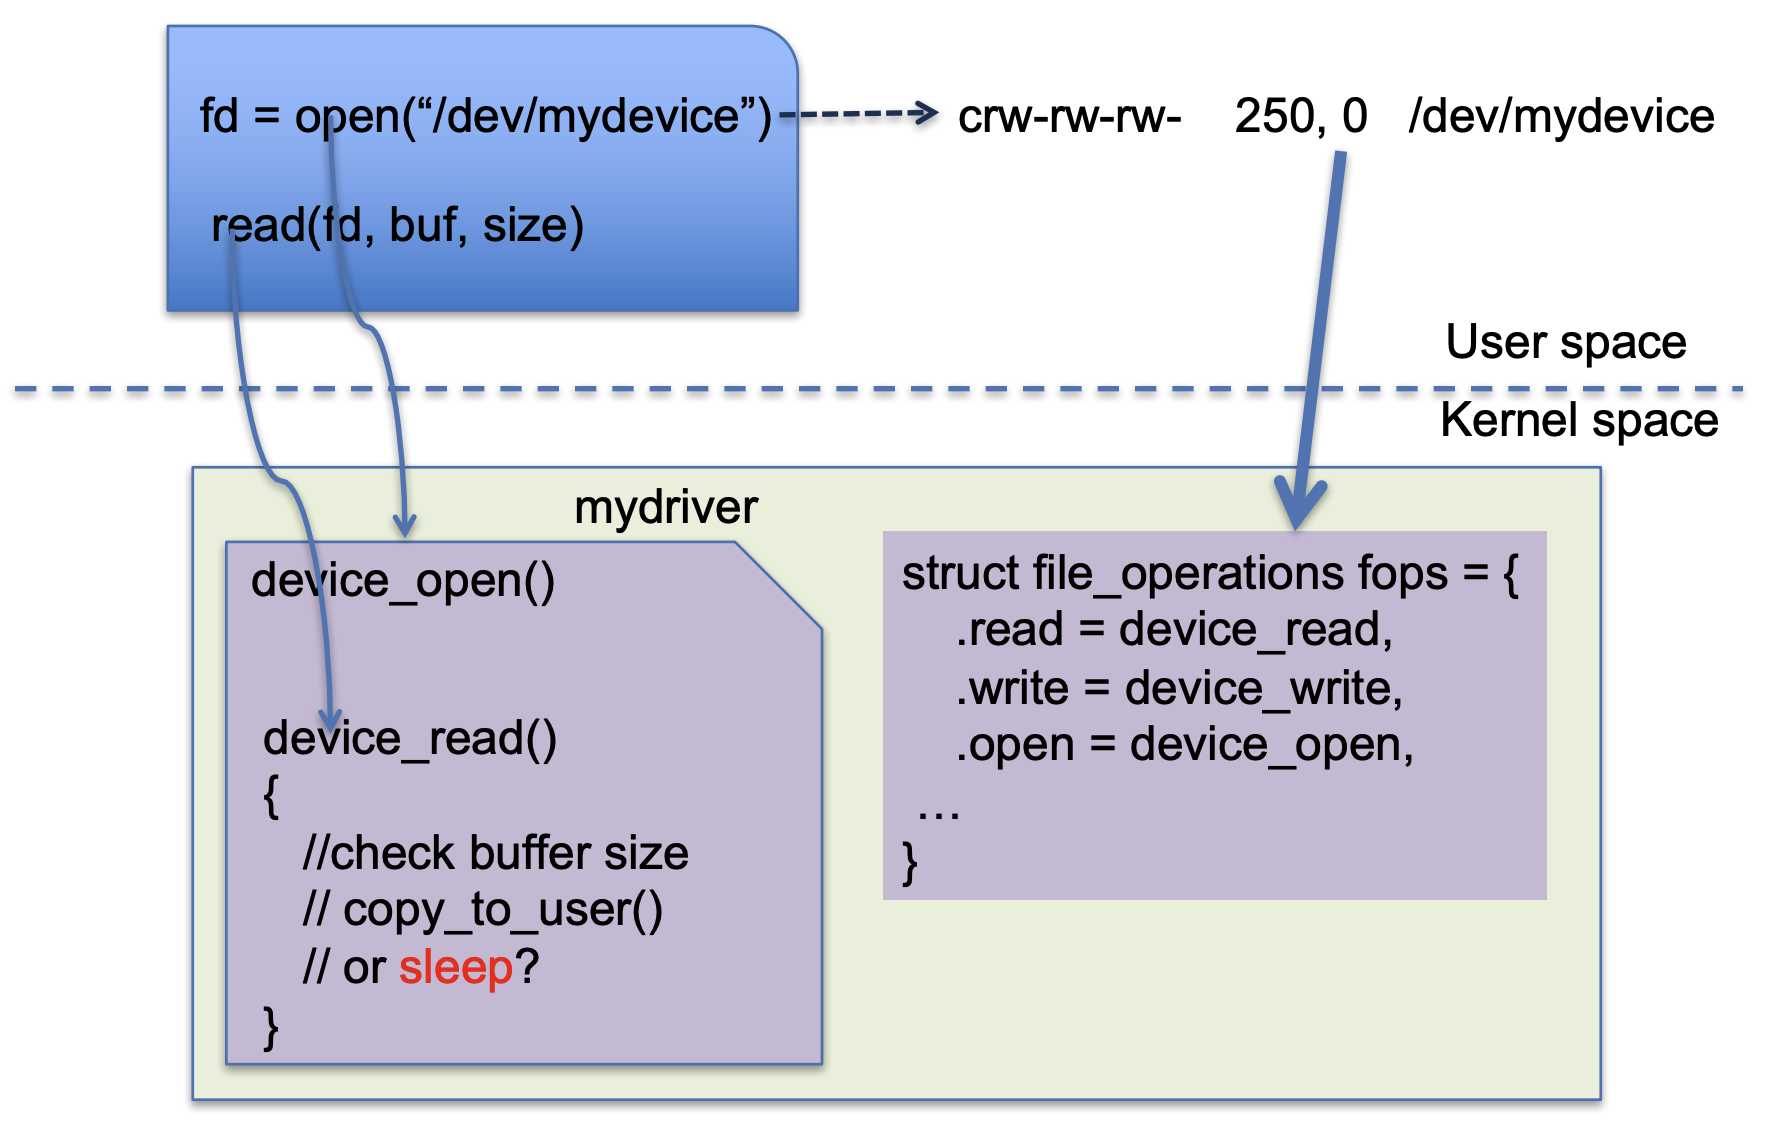 fd = open(“/dev/mydevice”)
crw-rw-rw- 250, 0 /dev/mydevice
read(fd, buf, size)
User space
Kernel space
mydriver
device_open()
device_read()
{
//check buffer size
// copy_to_user()
// or sleep?
}
struct file_operations fops = {
.read = device_read,
.write = device_write,
.open = device_open,
…
}